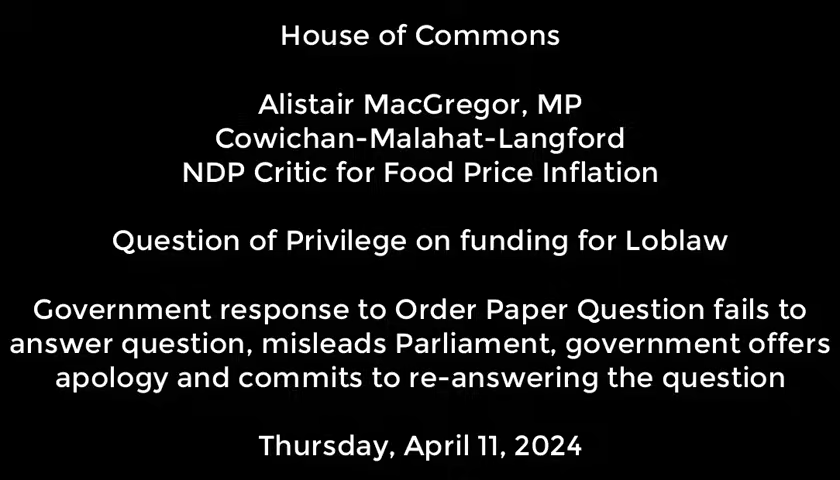 House of Commons
Alistair MacGregor, MP
Cowichan-Malahat-Langford
NDP Critic for Food Price Inflation
Question of Privilege on funding for Loblaw
Government response to Order Paper Question fails to
answer question, misleads Parliament, government offers
apology and commits to re-answering the question
Thursday, April 11, 2024